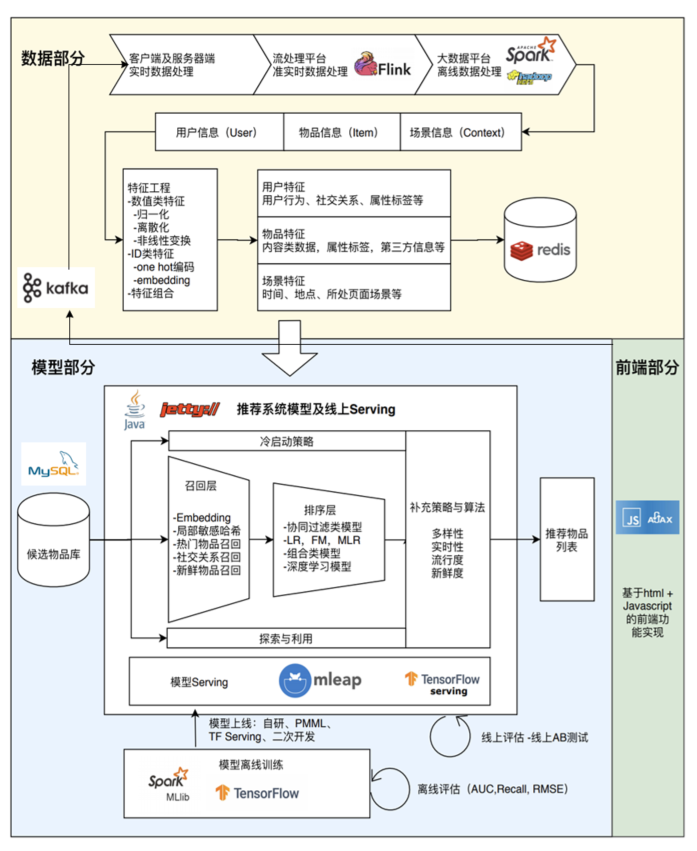 数据部分
客户端及服务器端
实时数据处理
流处理平台
准实时数据处理
Flink
大数据平台
离线数据处理
APACHE
Spark
hadoop
用户信息（User）
物品信息（Item）
场景信息（Context）
特征工程
-数值类特征
-归一化
-离散化
-非线性变换
-ID类特征
-one hot编码
-embedding
-特征组合
用户特征
用户行为、社交关系、属性标签等
物品特征
内容类数据，属性标签，第三方信息等
场景特征
时间、地点、所处页面场景等
redis
kafka
模型部分
前端部分
Java
jetty://
推荐系统模型及线上Serving
MySQL
候选物品库
冷启动策略
召回层
-Embedding
-局部敏感哈希
-热门物品召回
-社交关系召回
-新鲜物品召回
排序层
-协同过滤类模型
-LR，FM，MLR
-组合类模型
-深度学习模型
补充策略与算法
多样性
实时性
流行度
新鲜度
探索与利用
推荐物品
列表
JS
AJAX
基于html +
Javascript
的前端功
能实现
模型Serving
mleap
TensorFlow
serving
模型上线：自研、PMML、
TF Serving、二次开发
线上评估 -线上AB测试
模型离线训练
Spark
MLlib
TensorFlow
离线评估（AUC,Recall, RMSE）